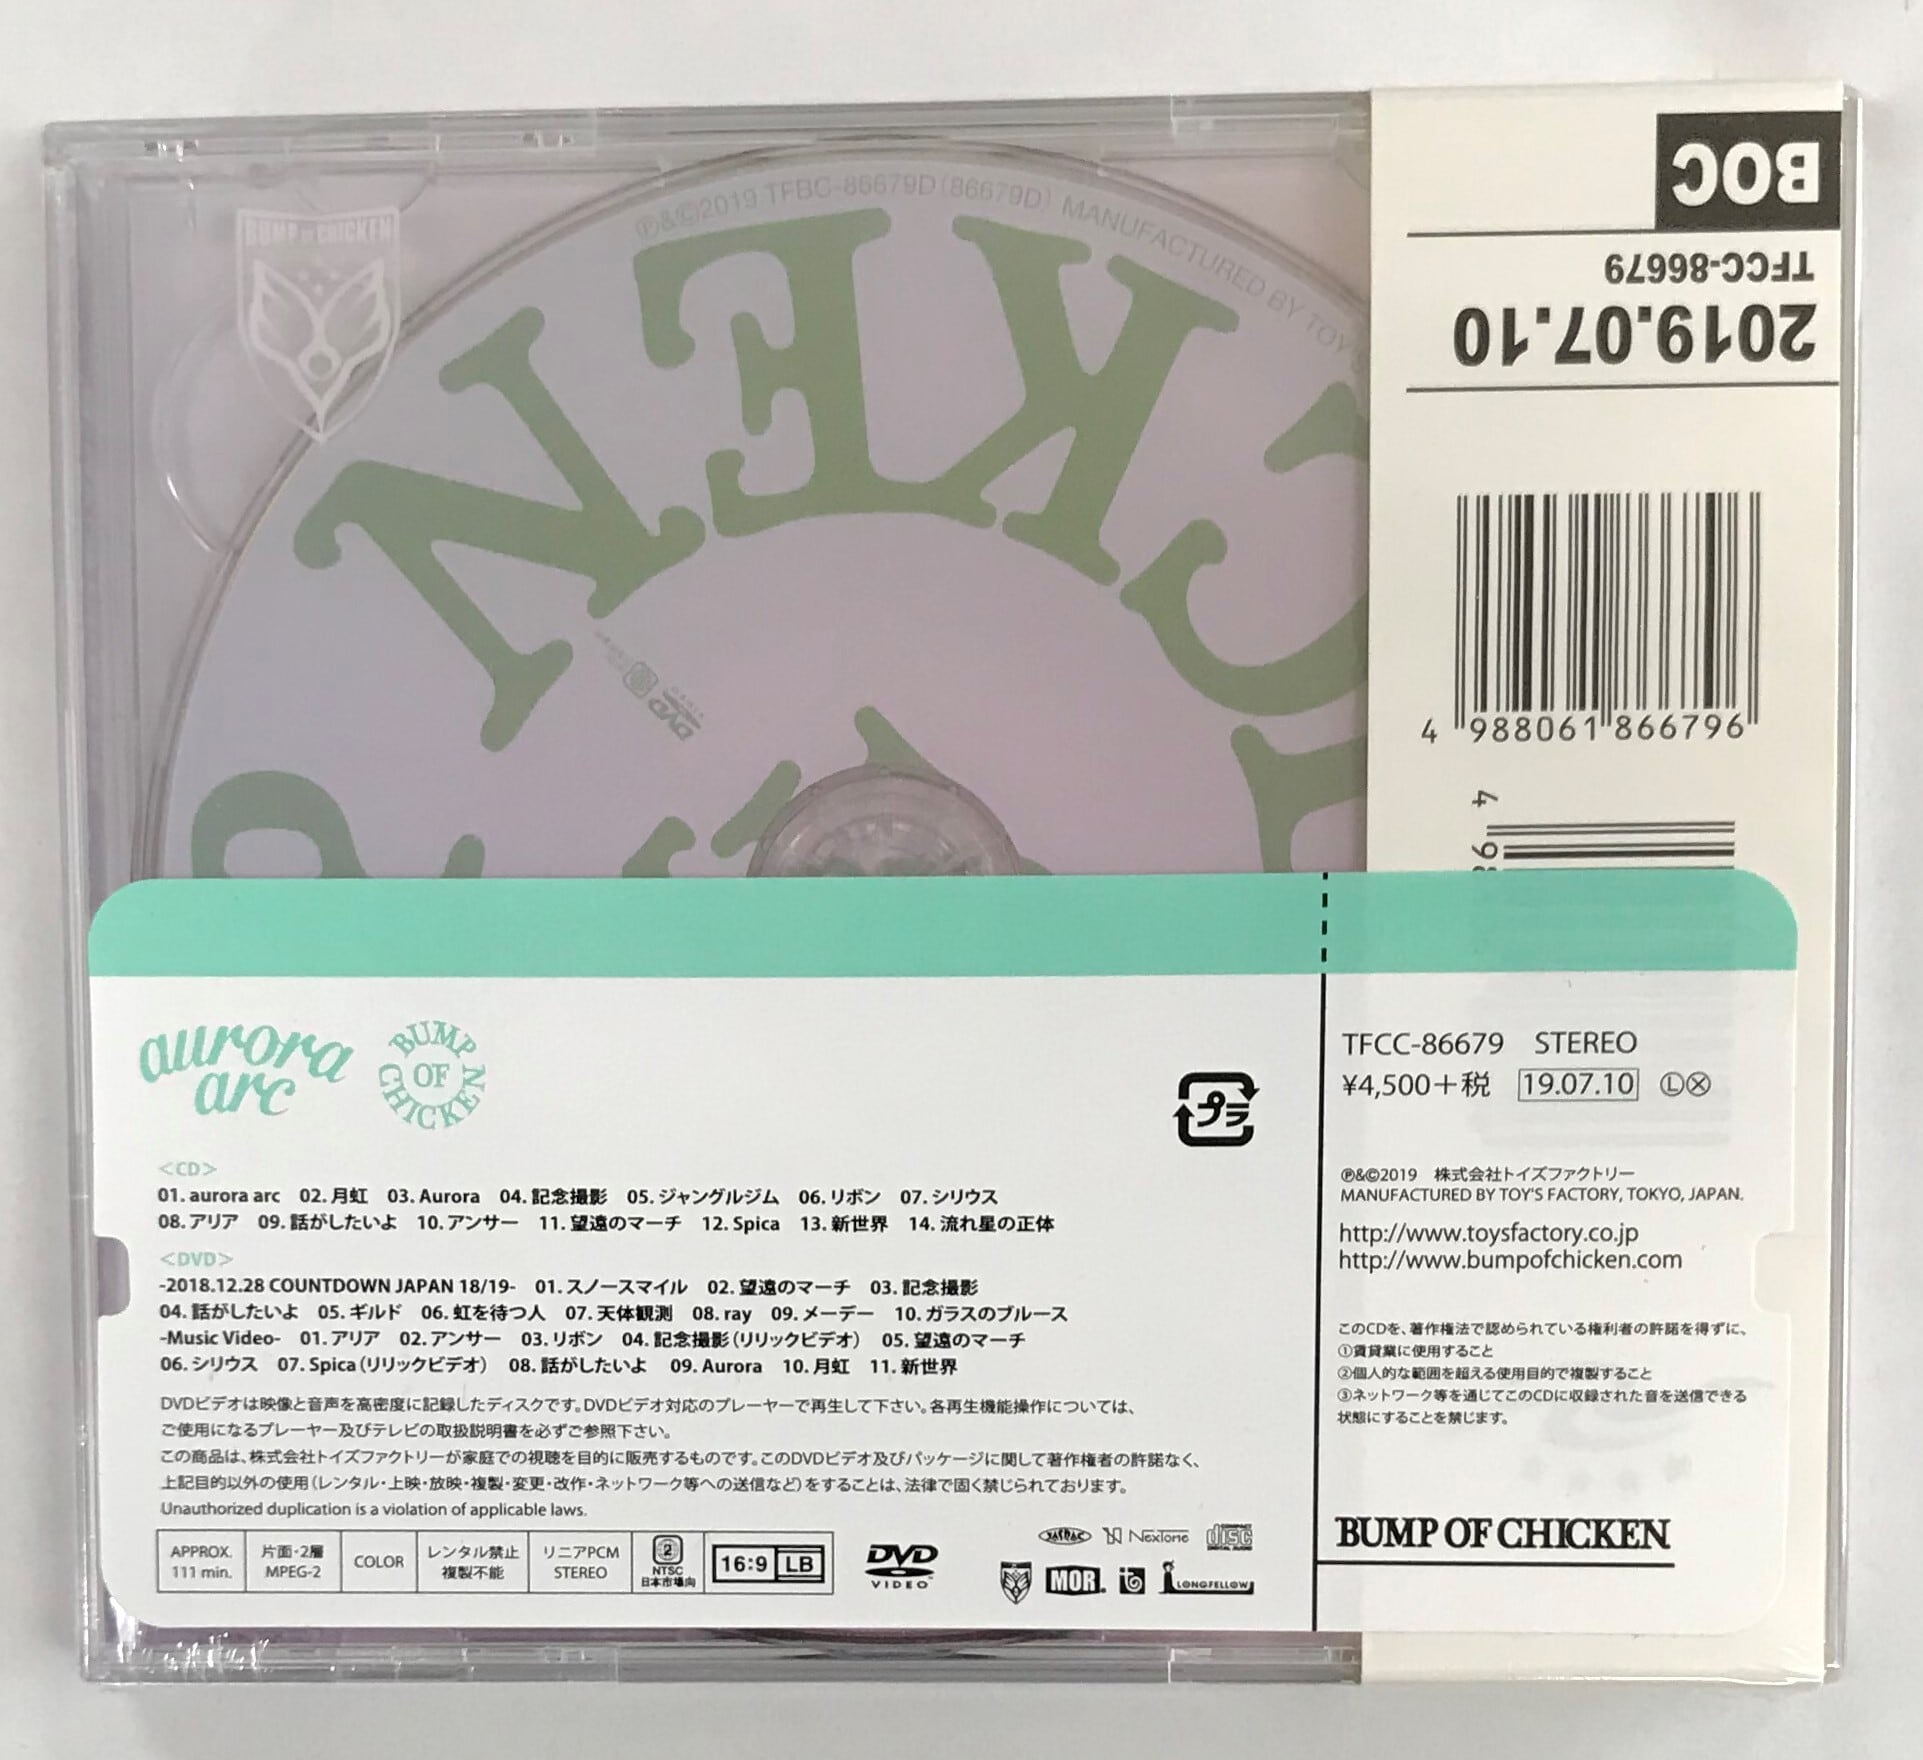 BUMP OF CHICKEN
℗&©2019 TFBC-86679D(86679D) MANUFACTURED BY TOY
CKEN
DVD
VIDEO
BOC
TFCC-86679
2019.07.10
4 988061 866796
4 98
aurora
arc
BUMP
OF
CHICKEN
プラ
<CD>
01. aurora arc 02. 月虹 03. Aurora 04. 記念撮影 05. ジャングルジム 06. リボン 07. シリウス
08. アリア 09. 話がしたいよ 10. アンサー 11. 望遠のマーチ 12. Spica 13. 新世界 14. 流れ星の正体
<DVD>
-2018.12.28 COUNTDOWN JAPAN 18/19- 01. スノースマイル 02. 望遠のマーチ 03. 記念撮影
04. 話がしたいよ 05. ギルド 06. 虹を待つ人 07. 天体観測 08. ray 09. メーデー 10. ガラスのブルース
-Music Video- 01. アリア 02. アンサー 03. リボン 04. 記念撮影(リリックビデオ) 05. 望遠のマーチ
06. シリウス 07. Spica(リリックビデオ) 08. 話がしたいよ 09. Aurora 10. 月虹 11. 新世界
DVDビデオは映像と音声を高密度に記録したディスクです。DVDビデオ対応のプレーヤーで再生して下さい。各再生機能操作については、
ご使用になるプレーヤー及びテレビの取扱説明書を必ずご参照下さい。
この商品は、株式会社トイズファクトリーが家庭での視聴を目的に販売するものです。このDVDビデオ及びパッケージに関して著作権者の許諾なく、
上記目的以外の使用(レンタル・上映・放映・複製・変更・改作・ネットワーク等への送信など)をすることは、法律で固く禁じられております。
Unauthorized duplication is a violation of applicable laws.
APPROX. 111 min.
片面・2層 MPEG-2
COLOR
レンタル禁止 複製不能
リニアPCM STEREO
2 NTSC 日本市場向
16:9 LB
DVD VIDEO
JASRAC NexTone COMPACT disc DIGITAL AUDIO
MOR. LONGFELLOW
TFCC-86679 STEREO
¥4,500+税 19.07.10 ⓁⓍ
℗&©2019 株式会社トイズファクトリー
MANUFACTURED BY TOY'S FACTORY, TOKYO, JAPAN.
http://www.toysfactory.co.jp
http://www.bumpofchicken.com
このCDを、著作権法で認められている権利者の許諾を得ずに、
①賃貸業に使用すること
②個人的な範囲を超える使用目的で複製すること
③ネットワーク等を通じてこのCDに収録された音を送信できる
状態にすることを禁じます。
BUMP OF CHICKEN